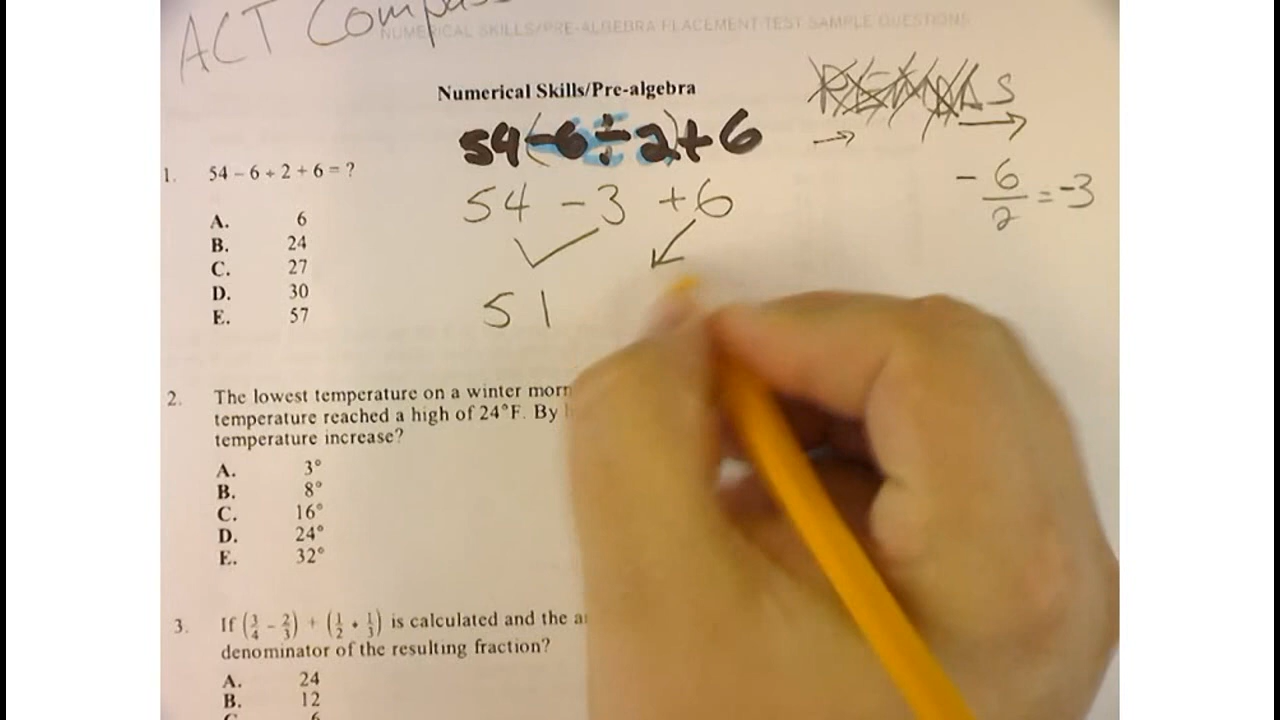 ACT Compass
NUMERICAL SKILLS/PRE-ALGEBRA PLACEMENT TEST SAMPLE QUESTIONS
Numerical Skills/Pre-algebra
PEMDAS
54(-6÷2)+6
1. 54 – 6 ÷ 2 + 6 = ?
54 -3 +6
- 6/2 = -3
A. 6
B. 24
C. 27
D. 30
E. 57
51
2. The lowest temperature on a winter morn
temperature reached a high of 24°F. By
temperature increase?
A. 3°
B. 8°
C. 16°
D. 24°
E. 32°
3. If (3/4 - 2/3) + (1/2 + 1/3) is calculated and the a
denominator of the resulting fraction?
A. 24
B. 12
C. 6